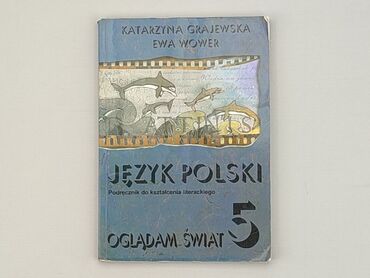 KATARZYNA GRAJEWSKA
EWA WOWER
JĘZYK POLSKI
Podręcznik do kształcenia literackiego
OGLĄDAM ŚWIAT 5